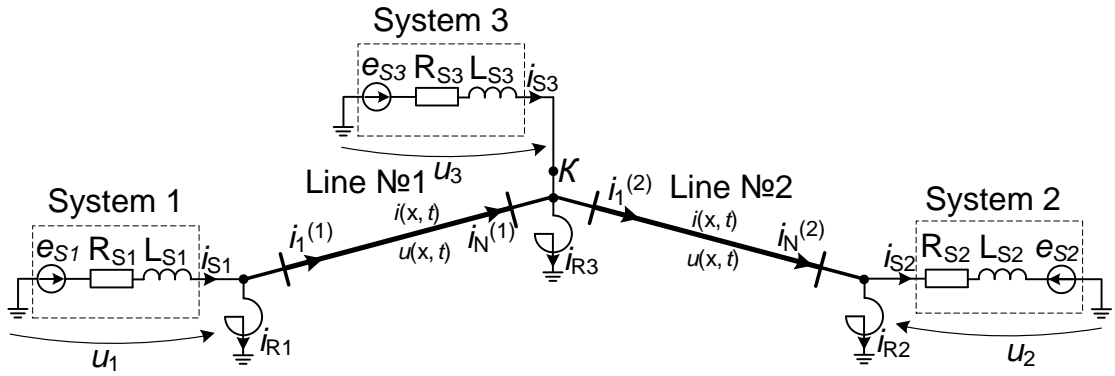 System 3
eS3 RS3 LS3 iS3
u3
K
Line №1
i(x, t)
u(x, t)
i1(1)
iN(1)
i1(2)
Line №2
i(x, t)
u(x, t)
iN(2)
System 1
eS1 RS1 LS1 iS1
u1
iR1
iR3
System 2
iS2 RS2 LS2 eS2
iR2
u2